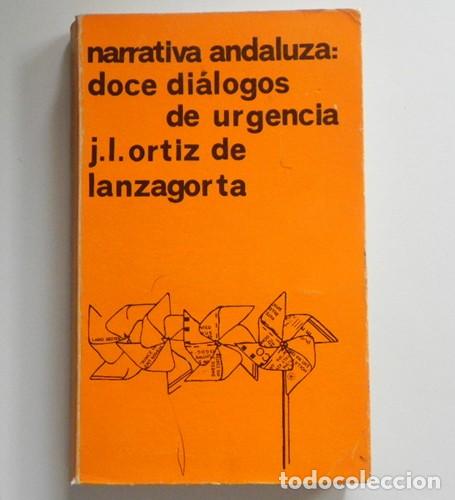 narrativa andaluza:
doce diálogos
de urgencia
j.l.ortiz de
lanzagorta
todocoleccion